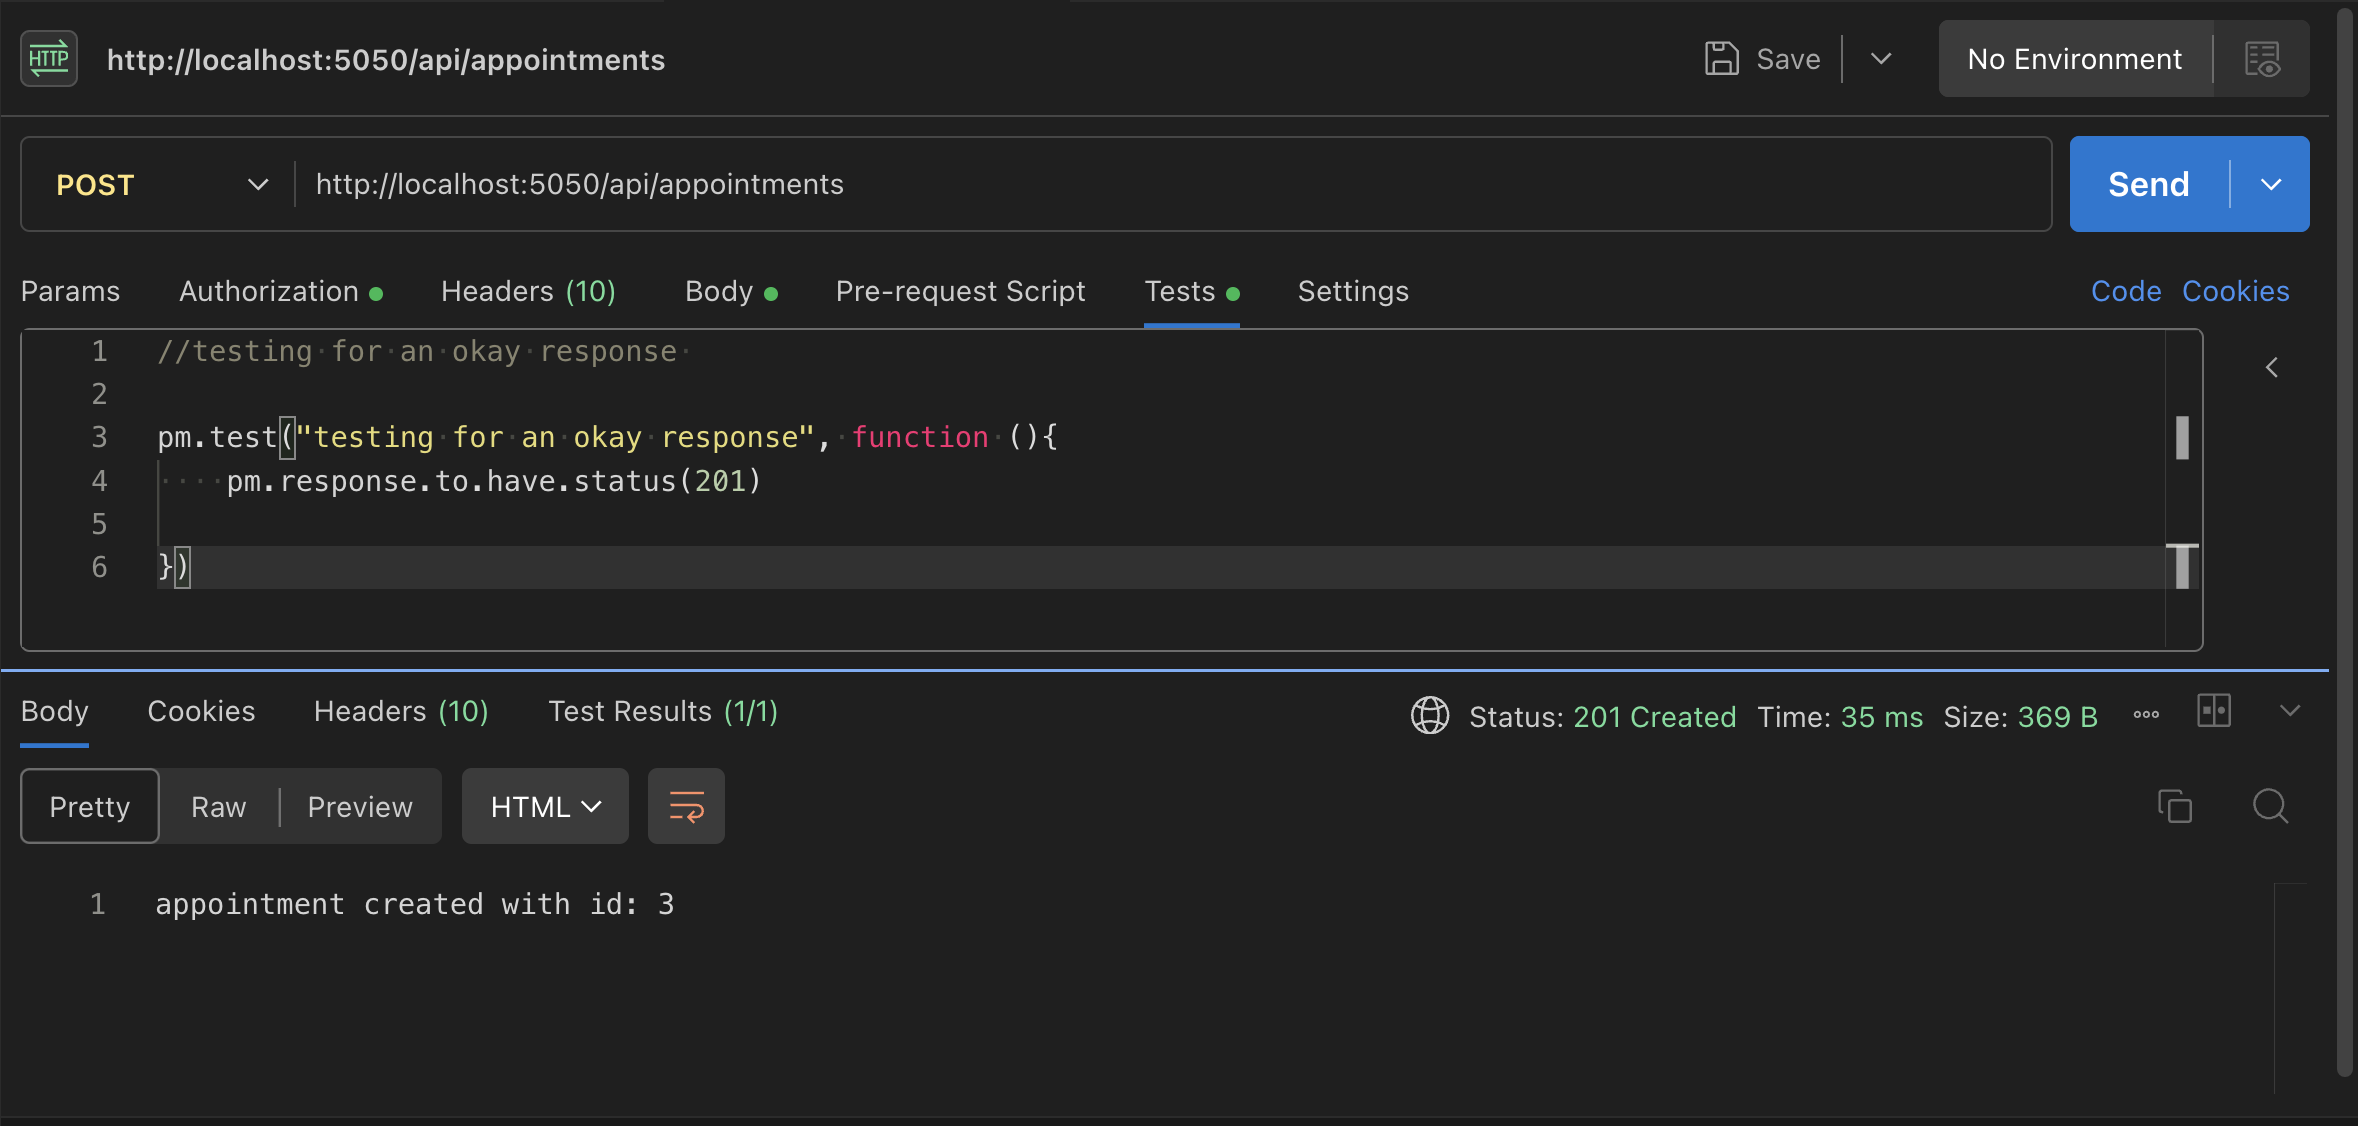 HTTP http://localhost:5050/api/appointments Save No Environment
POST http://localhost:5050/api/appointments Send
Params Authorization Headers (10) Body Pre-request Script Tests Settings Code Cookies
1 //testing for an okay response
2
3 pm.test("testing for an okay response", function (){
4 pm.response.to.have.status(201)
5
6 })
Body Cookies Headers (10) Test Results (1/1) Status: 201 Created Time: 35 ms Size: 369 B
Pretty Raw Preview HTML
1 appointment created with id: 3